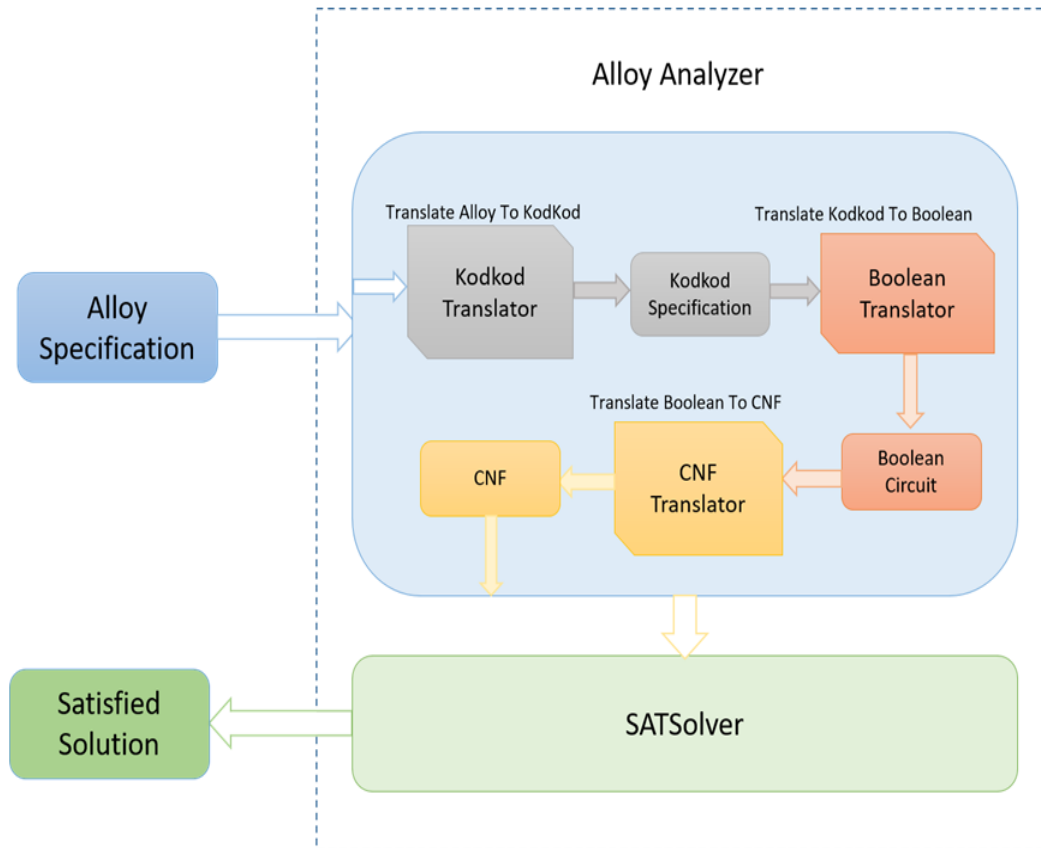 Alloy Analyzer
Translate Alloy To KodKod
Translate Kodkod To Boolean
Kodkod
Translator
Kodkod
Specification
Boolean
Translator
Alloy
Specification
Translate Boolean To CNF
CNF
CNF
Translator
Boolean
Circuit
Satisfied
Solution
SATSolver